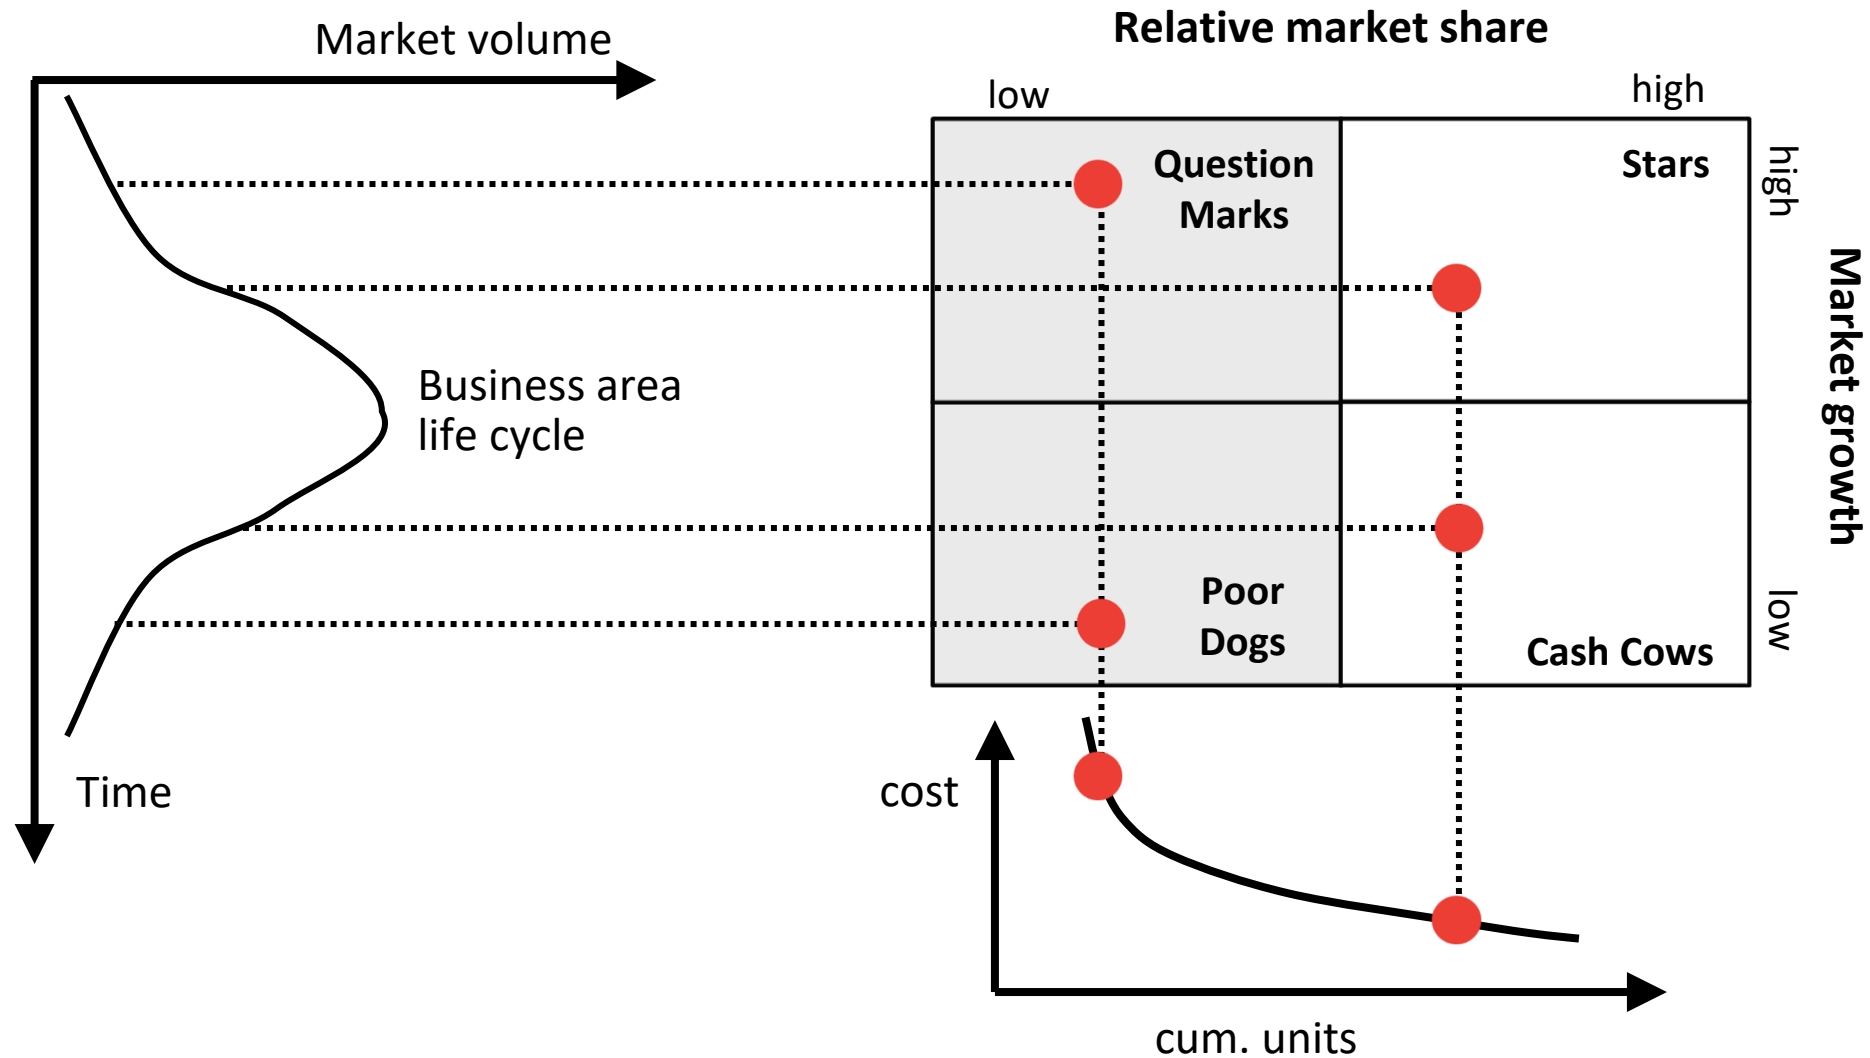 Market volume
Relative market share
low
high
Question
Marks
Stars
high
Business area
life cycle
Market growth
Poor
Dogs
Cash Cows
low
Time
cost
cum. units